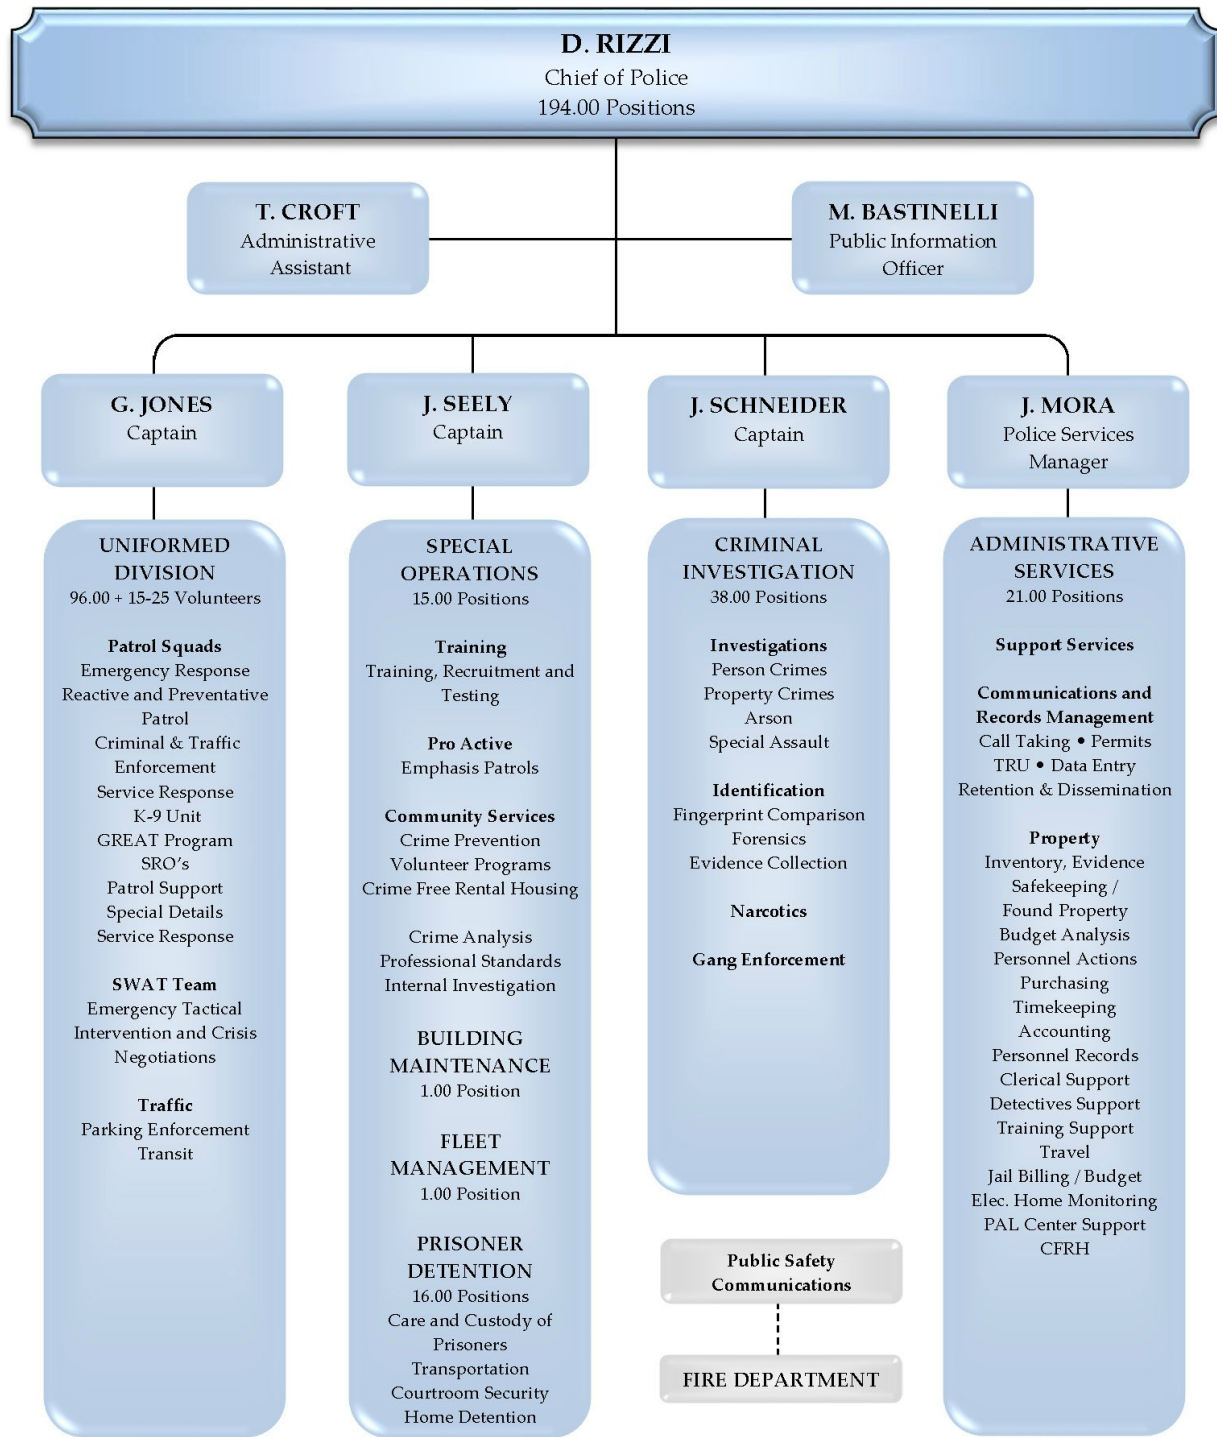 D. RIZZI
Chief of Police
194.00 Positions
T. CROFT
Administrative
Assistant
M. BASTINELLI
Public Information
Officer
G. JONES
Captain
J. SEELY
Captain
J. SCHNEIDER
Captain
J. MORA
Police Services
Manager
UNIFORMED
DIVISION
96.00 + 15-25 Volunteers
Patrol Squads
Emergency Response
Reactive and Preventative
Patrol
Criminal & Traffic
Enforcement
Service Response
K-9 Unit
GREAT Program
SRO's
Patrol Support
Special Details
Service Response
SWAT Team
Emergency Tactical
Intervention and Crisis
Negotiations
Traffic
Parking Enforcement
Transit
SPECIAL
OPERATIONS
15.00 Positions
Training
Training, Recruitment and
Testing
Pro Active
Emphasis Patrols
Community Services
Crime Prevention
Volunteer Programs
Crime Free Rental Housing
Crime Analysis
Professional Standards
Internal Investigation
BUILDING
MAINTENANCE
1.00 Position
FLEET
MANAGEMENT
1.00 Position
PRISONER
DETENTION
16.00 Positions
Care and Custody of
Prisoners
Transportation
Courtroom Security
Home Detention
CRIMINAL
INVESTIGATION
38.00 Positions
Investigations
Person Crimes
Property Crimes
Arson
Special Assault
Identification
Fingerprint Comparison
Forensics
Evidence Collection
Narcotics
Gang Enforcement
Public Safety
Communications
FIRE DEPARTMENT
ADMINISTRATIVE
SERVICES
21.00 Positions
Support Services
Communications and
Records Management
Call Taking • Permits
TRU • Data Entry
Retention & Dissemination
Property
Inventory, Evidence
Safekeeping /
Found Property
Budget Analysis
Personnel Actions
Purchasing
Timekeeping
Accounting
Personnel Records
Clerical Support
Detectives Support
Training Support
Travel
Jail Billing / Budget
Elec. Home Monitoring
PAL Center Support
CFRH